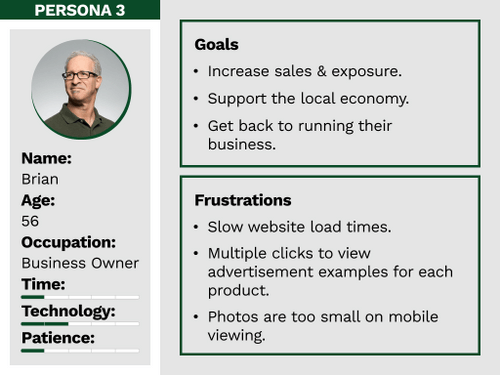 PERSONA 3
Name:
Brian
Age:
56
Occupation:
Business Owner
Time:
Technology:
Patience:
Goals
• Increase sales & exposure.
• Support the local economy.
• Get back to running their
business.
Frustrations
• Slow website load times.
• Multiple clicks to view
advertisement examples for each
product.
• Photos are too small on mobile
viewing.